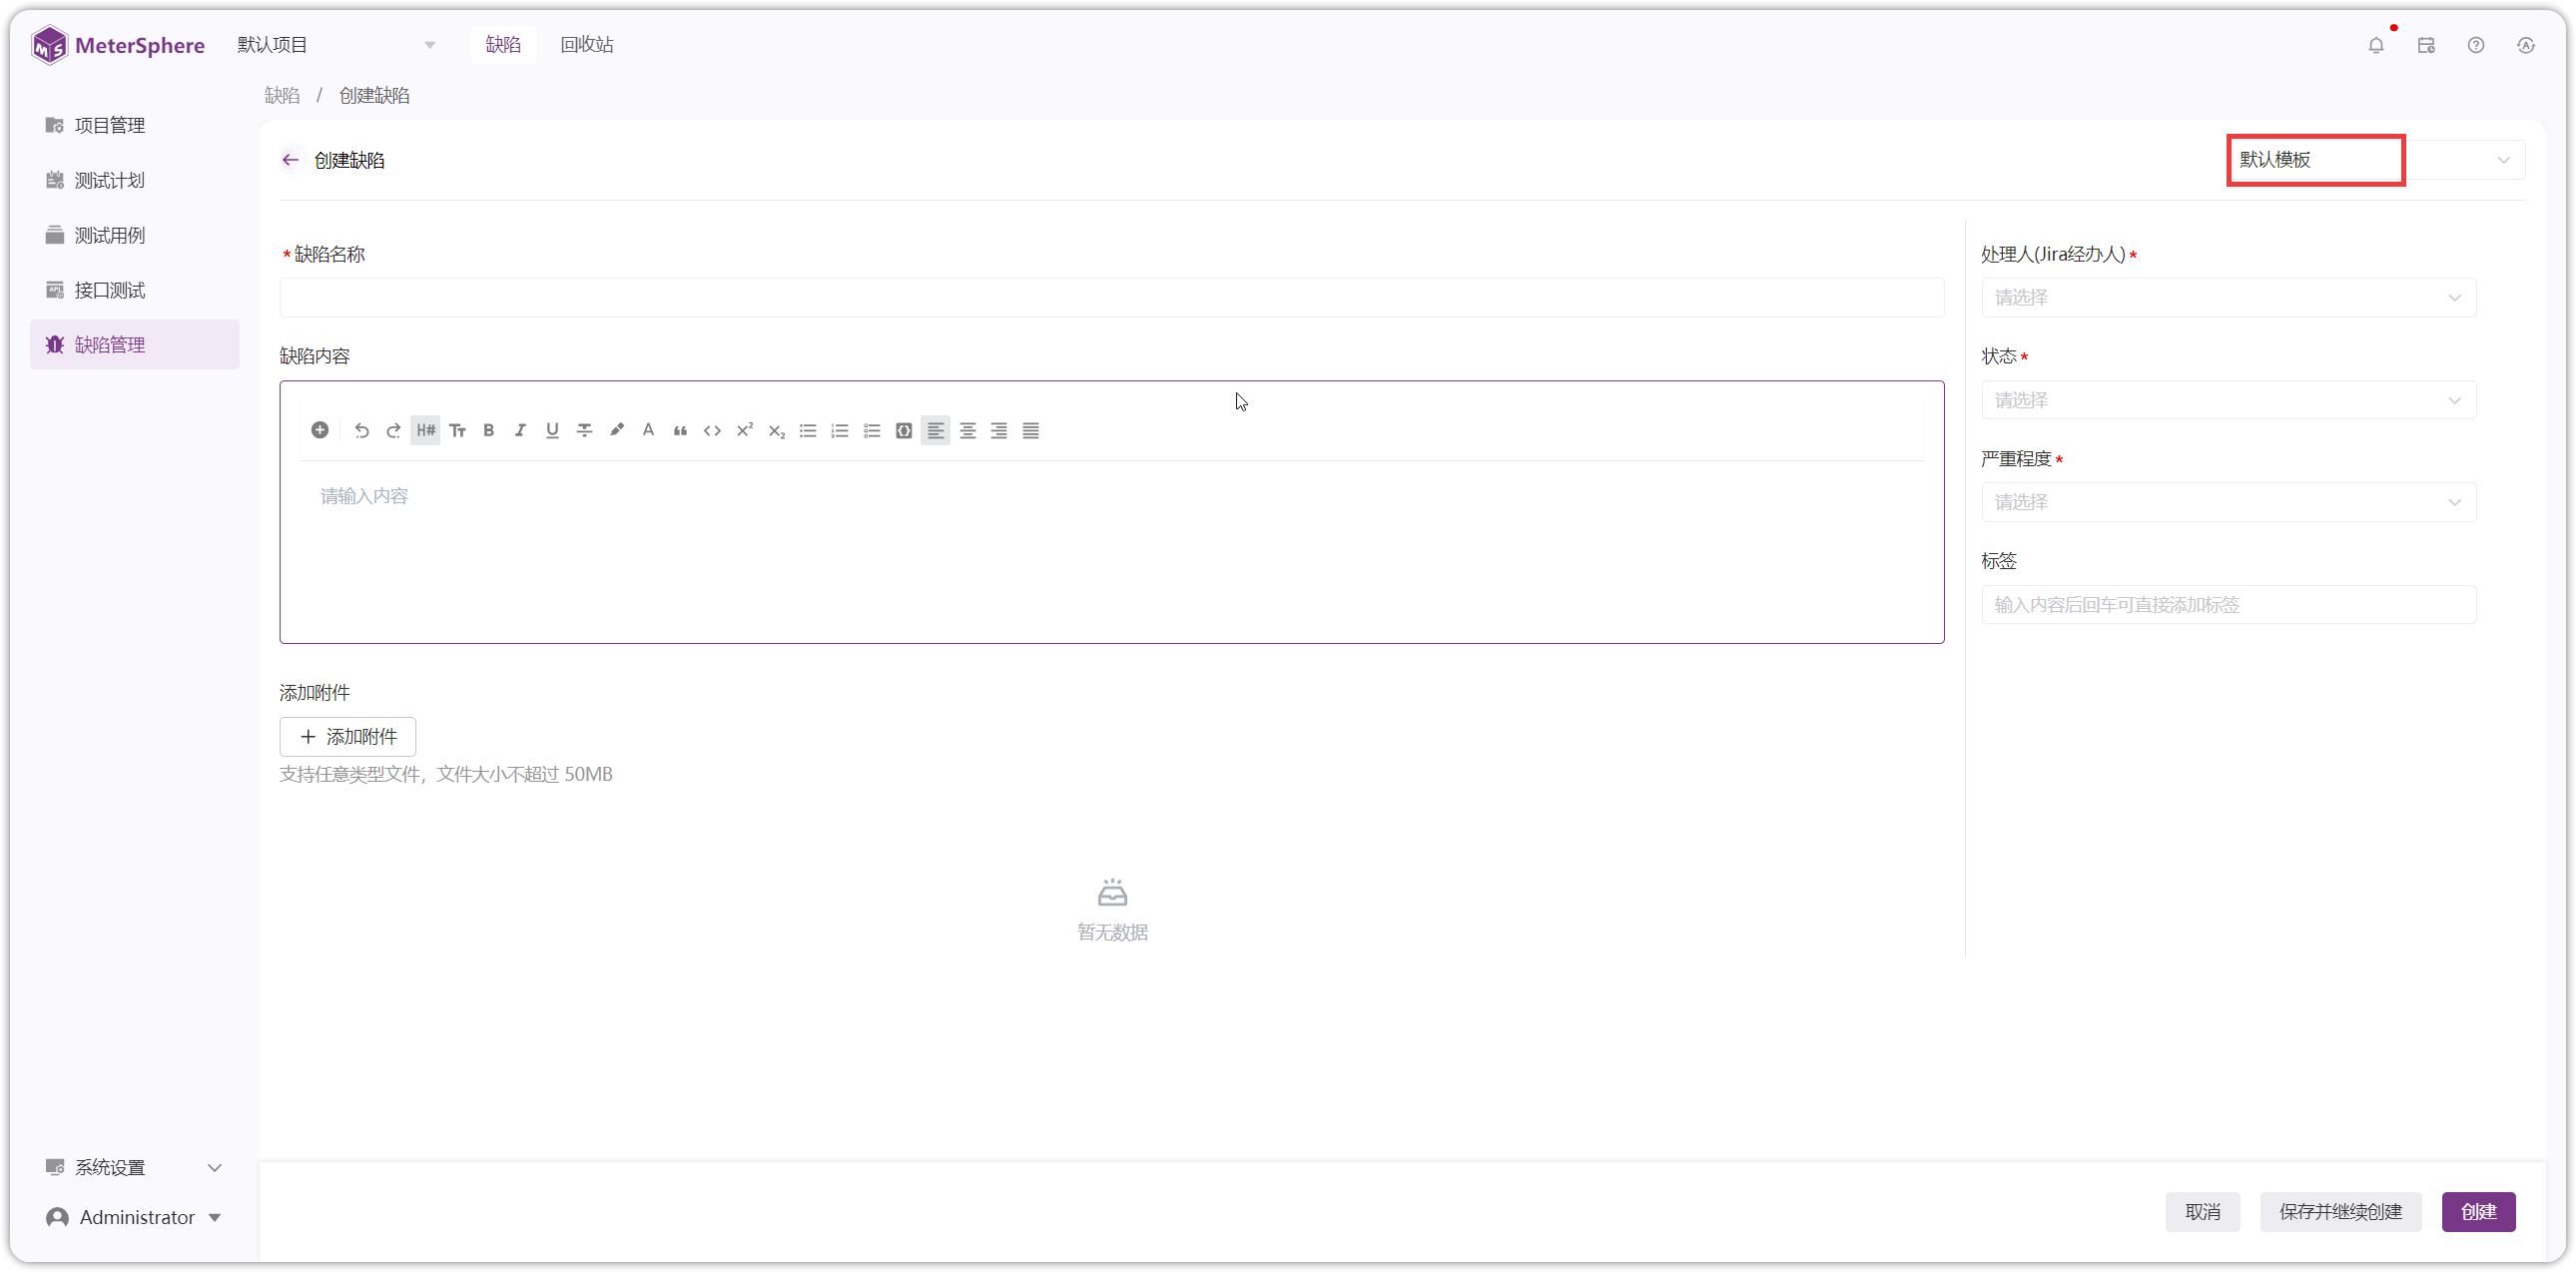 MeterSphere
默认项目
缺陷
回收站
缺陷 / 创建缺陷
项目管理
测试计划
测试用例
接口测试
缺陷管理
系统设置
Administrator
创建缺陷
默认模板
*缺陷名称
缺陷内容
H#
请输入内容
添加附件
+ 添加附件
支持任意类型文件，文件大小不超过 50MB
暂无数据
处理人(Jira经办人)*
请选择
状态*
请选择
严重程度*
请选择
标签
输入内容后回车可直接添加标签
取消
保存并继续创建
创建